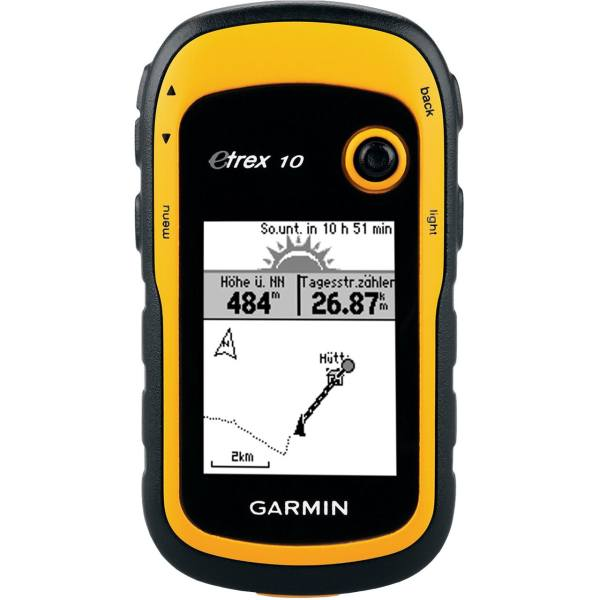 back
etrex 10
menu
light
So.unt. in 10 h 51 min
Höhe ü. NN
484m
Tagesstr.zähler
26.87km
N
Hütt
2km
GARMIN